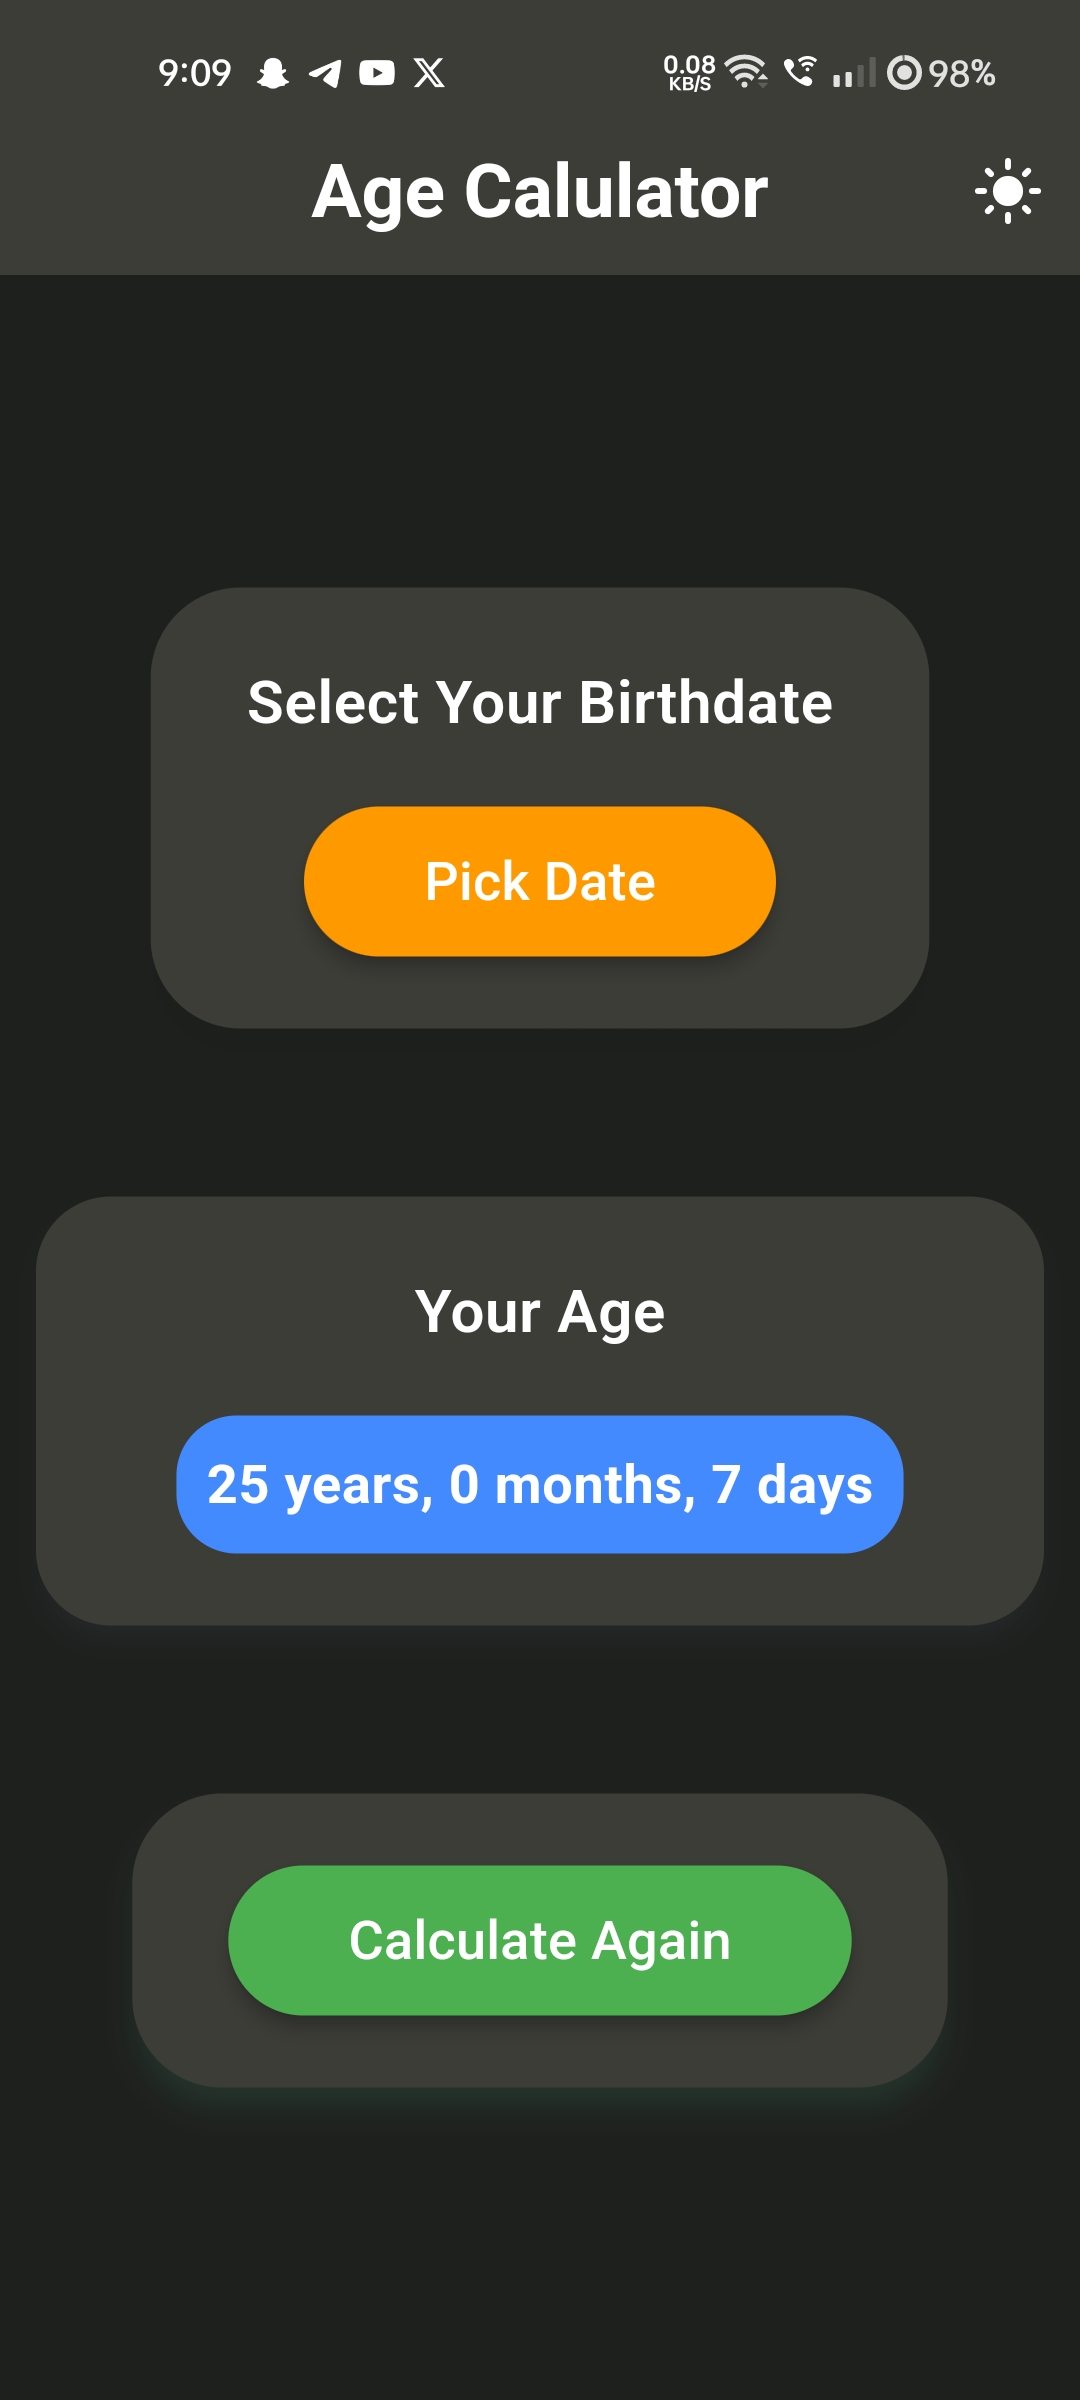 9:09 0.08 KB/S 98%
Age Calulator
Select Your Birthdate
Pick Date
Your Age
25 years, 0 months, 7 days
Calculate Again